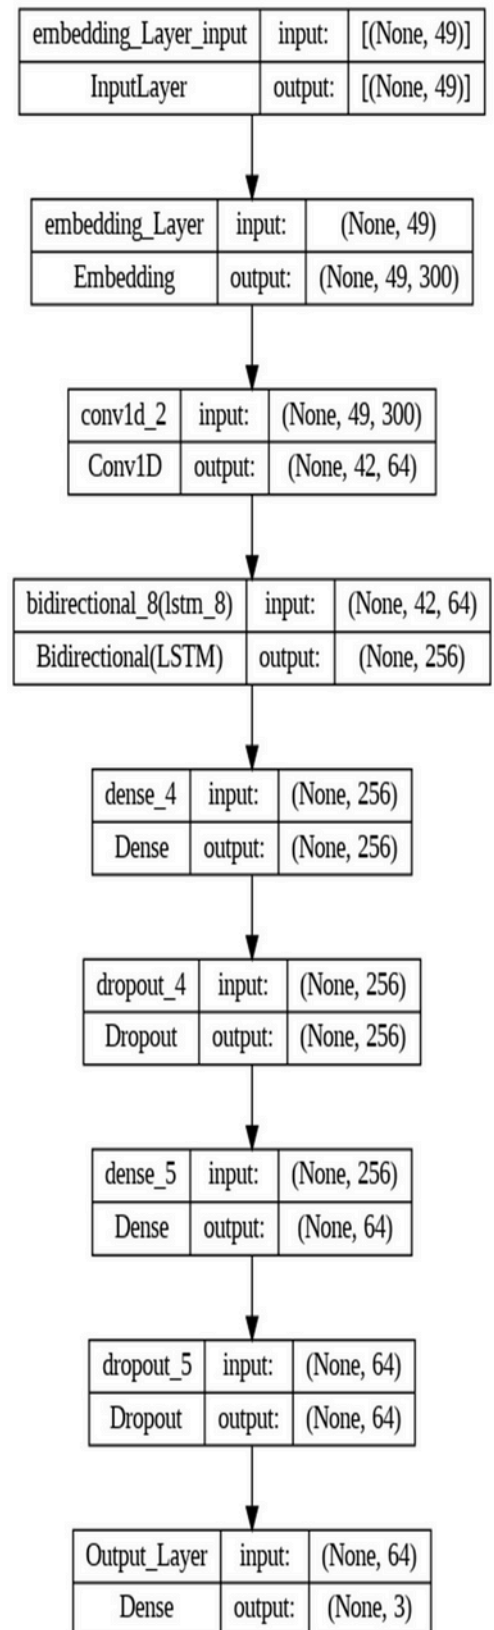 embedding_Layer_input input: [(None, 49)]
InputLayer output: [(None, 49)]
embedding_Layer input: (None, 49)
Embedding output: (None, 49, 300)
conv1d_2 input: (None, 49, 300)
Conv1D output: (None, 42, 64)
bidirectional_8(lstm_8) input: (None, 42, 64)
Bidirectional(LSTM) output: (None, 256)
dense_4 input: (None, 256)
Dense output: (None, 256)
dropout_4 input: (None, 256)
Dropout output: (None, 256)
dense_5 input: (None, 256)
Dense output: (None, 64)
dropout_5 input: (None, 64)
Dropout output: (None, 64)
Output_Layer input: (None, 64)
Dense output: (None, 3)